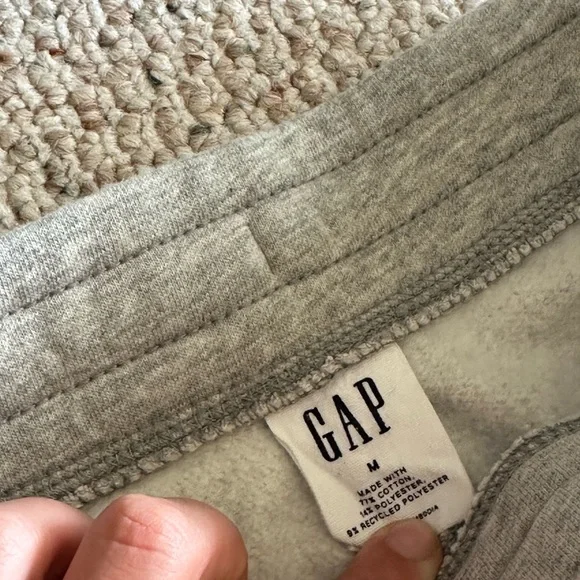 GAP
M
MADE WITH
77% COTTON,
14% POLYESTER,
9% RECYCLED POLYESTER